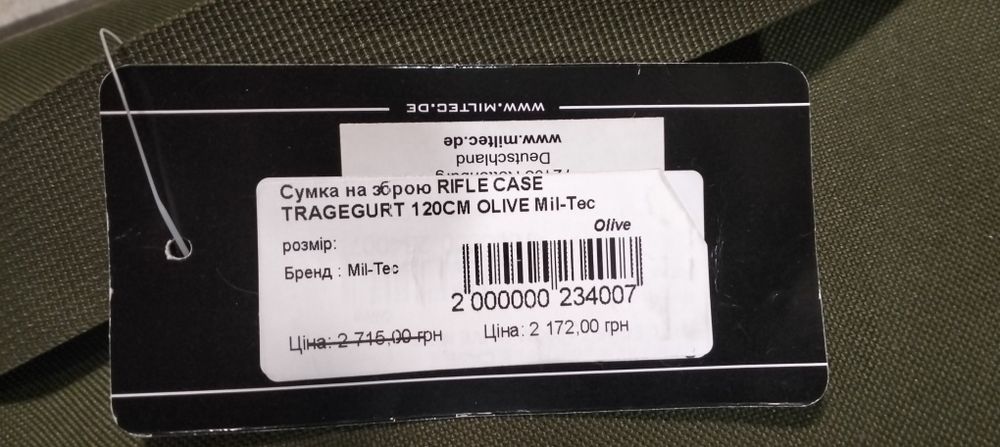 WWW.MILTEC.DE
www.miltec.de
Deutschland
Сумка на зброю RIFLE CASE
TRAGEGURT 120CM OLIVE Mil-Tec
Olive
розмір:
Бренд : Mil-Tec
2 000000 234007
Ціна: 2 715,00 грн
Ціна: 2 172,00 грн